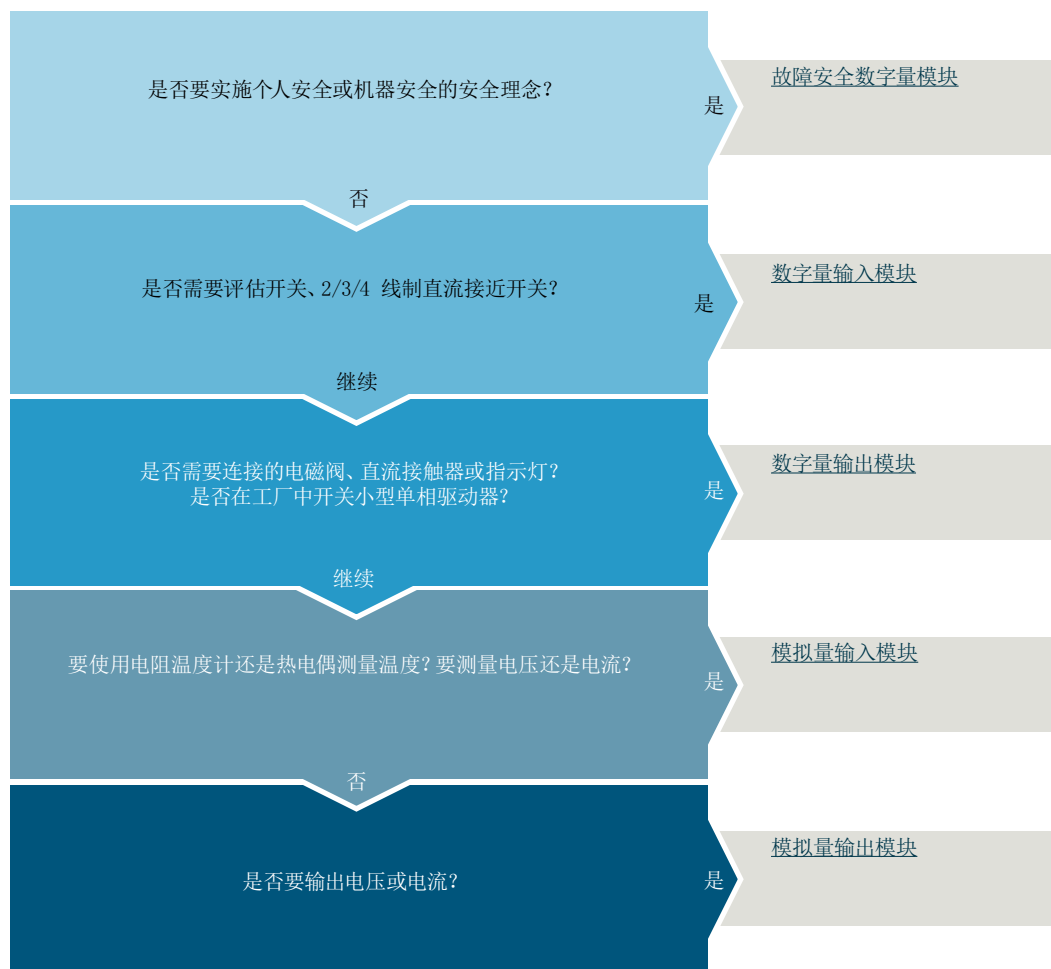 是否要实施个人安全或机器安全的安全理念?
是
故障安全数字量模块
否
是否需要评估开关、2/3/4 线制直流接近开关?
是
数字量输入模块
继续
是否需要连接的电磁阀、直流接触器或指示灯?
是否在工厂中开关小型单相驱动器?
是
数字量输出模块
继续
要使用电阻温度计还是热电偶测量温度?要测量电压还是电流?
是
模拟量输入模块
否
是否要输出电压或电流?
是
模拟量输出模块